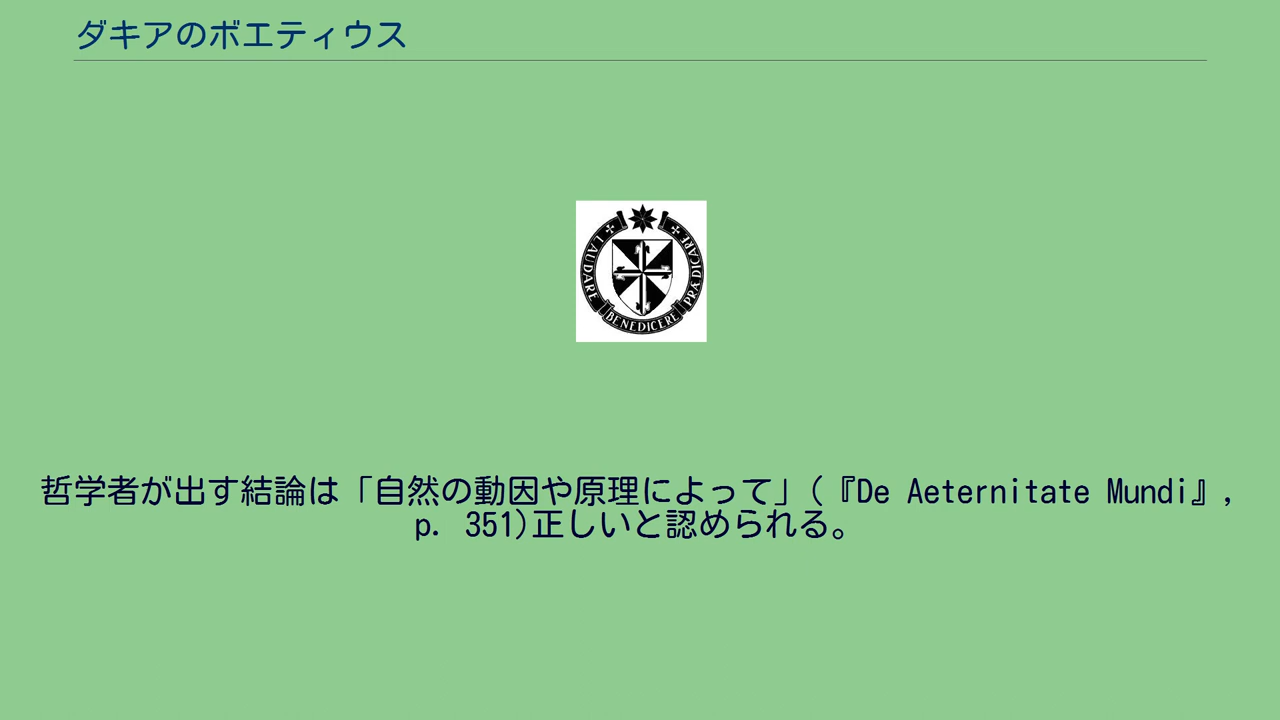 ダキアのボエティウス
LAUDARE
BENEDICERE
PRÆDICARE
哲学者が出す結論は「自然の動因や原理によって」(『De Aeternitate Mundi』,
p. 351)正しいと認められる。